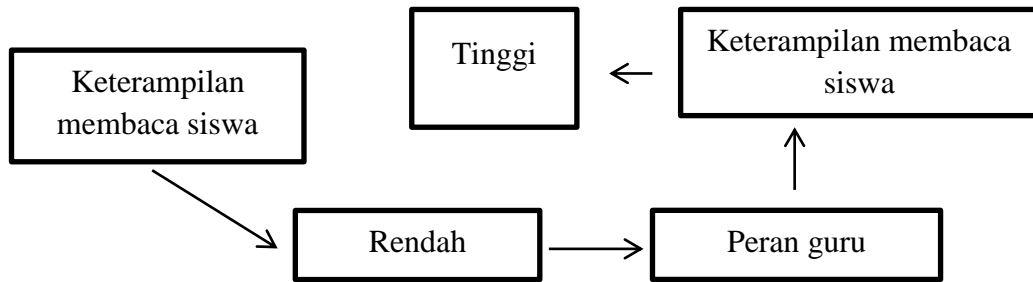 Keterampilan
membaca siswa
Rendah
Peran guru
Keterampilan membaca
siswa
Tinggi